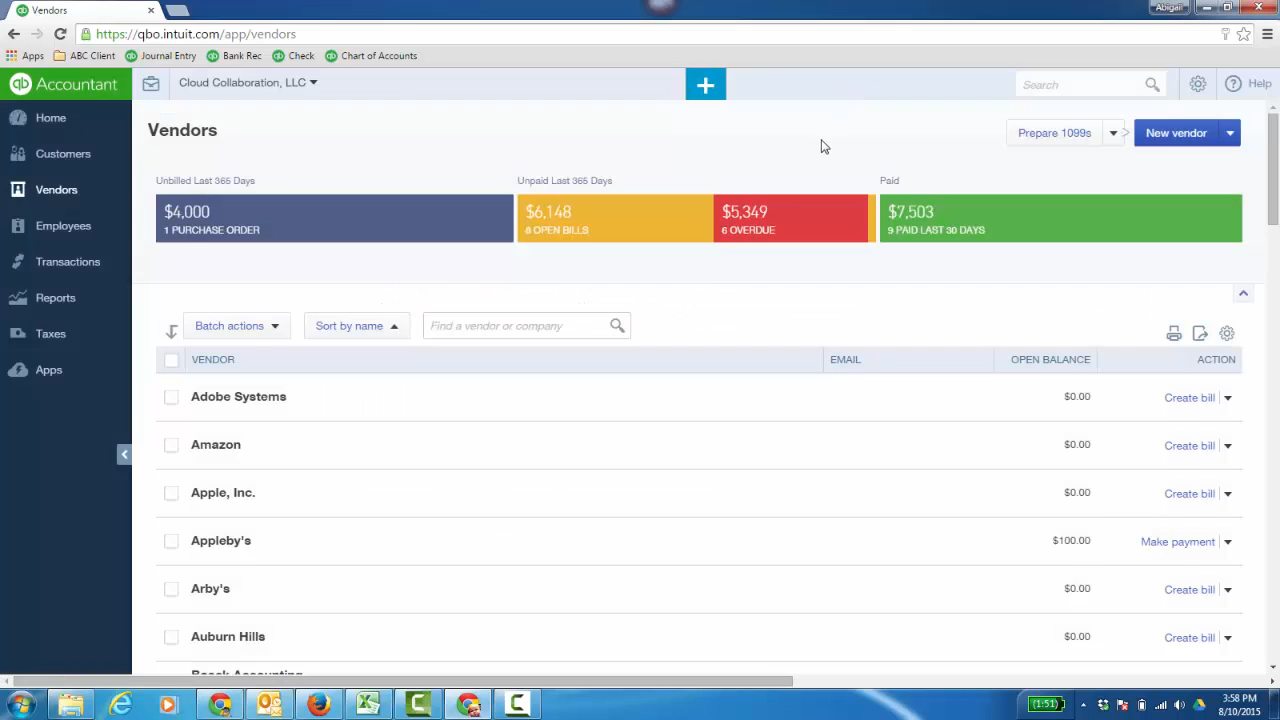 Vendors
Abigail
https://qbo.intuit.com/app/vendors
Apps
ABC Client
Journal Entry
Bank Rec
Check
Chart of Accounts
qb Accountant
Cloud Collaboration, LLC
+
Search
Help
Home
Customers
Vendors
Employees
Transactions
Reports
Taxes
Apps
Vendors
Prepare 1099s
New vendor
Unbilled Last 365 Days
Unpaid Last 365 Days
Paid
$4,000
1 PURCHASE ORDER
$6,148
8 OPEN BILLS
$5,349
6 OVERDUE
$7,503
9 PAID LAST 30 DAYS
Batch actions
Sort by name
Find a vendor or company
VENDOR EMAIL OPEN BALANCE ACTION
Adobe Systems $0.00 Create bill
Amazon $0.00 Create bill
Apple, Inc. $0.00 Create bill
Appleby's $100.00 Make payment
Arby's $0.00 Create bill
Auburn Hills $0.00 Create bill
(1:51)
3:58 PM
8/10/2015